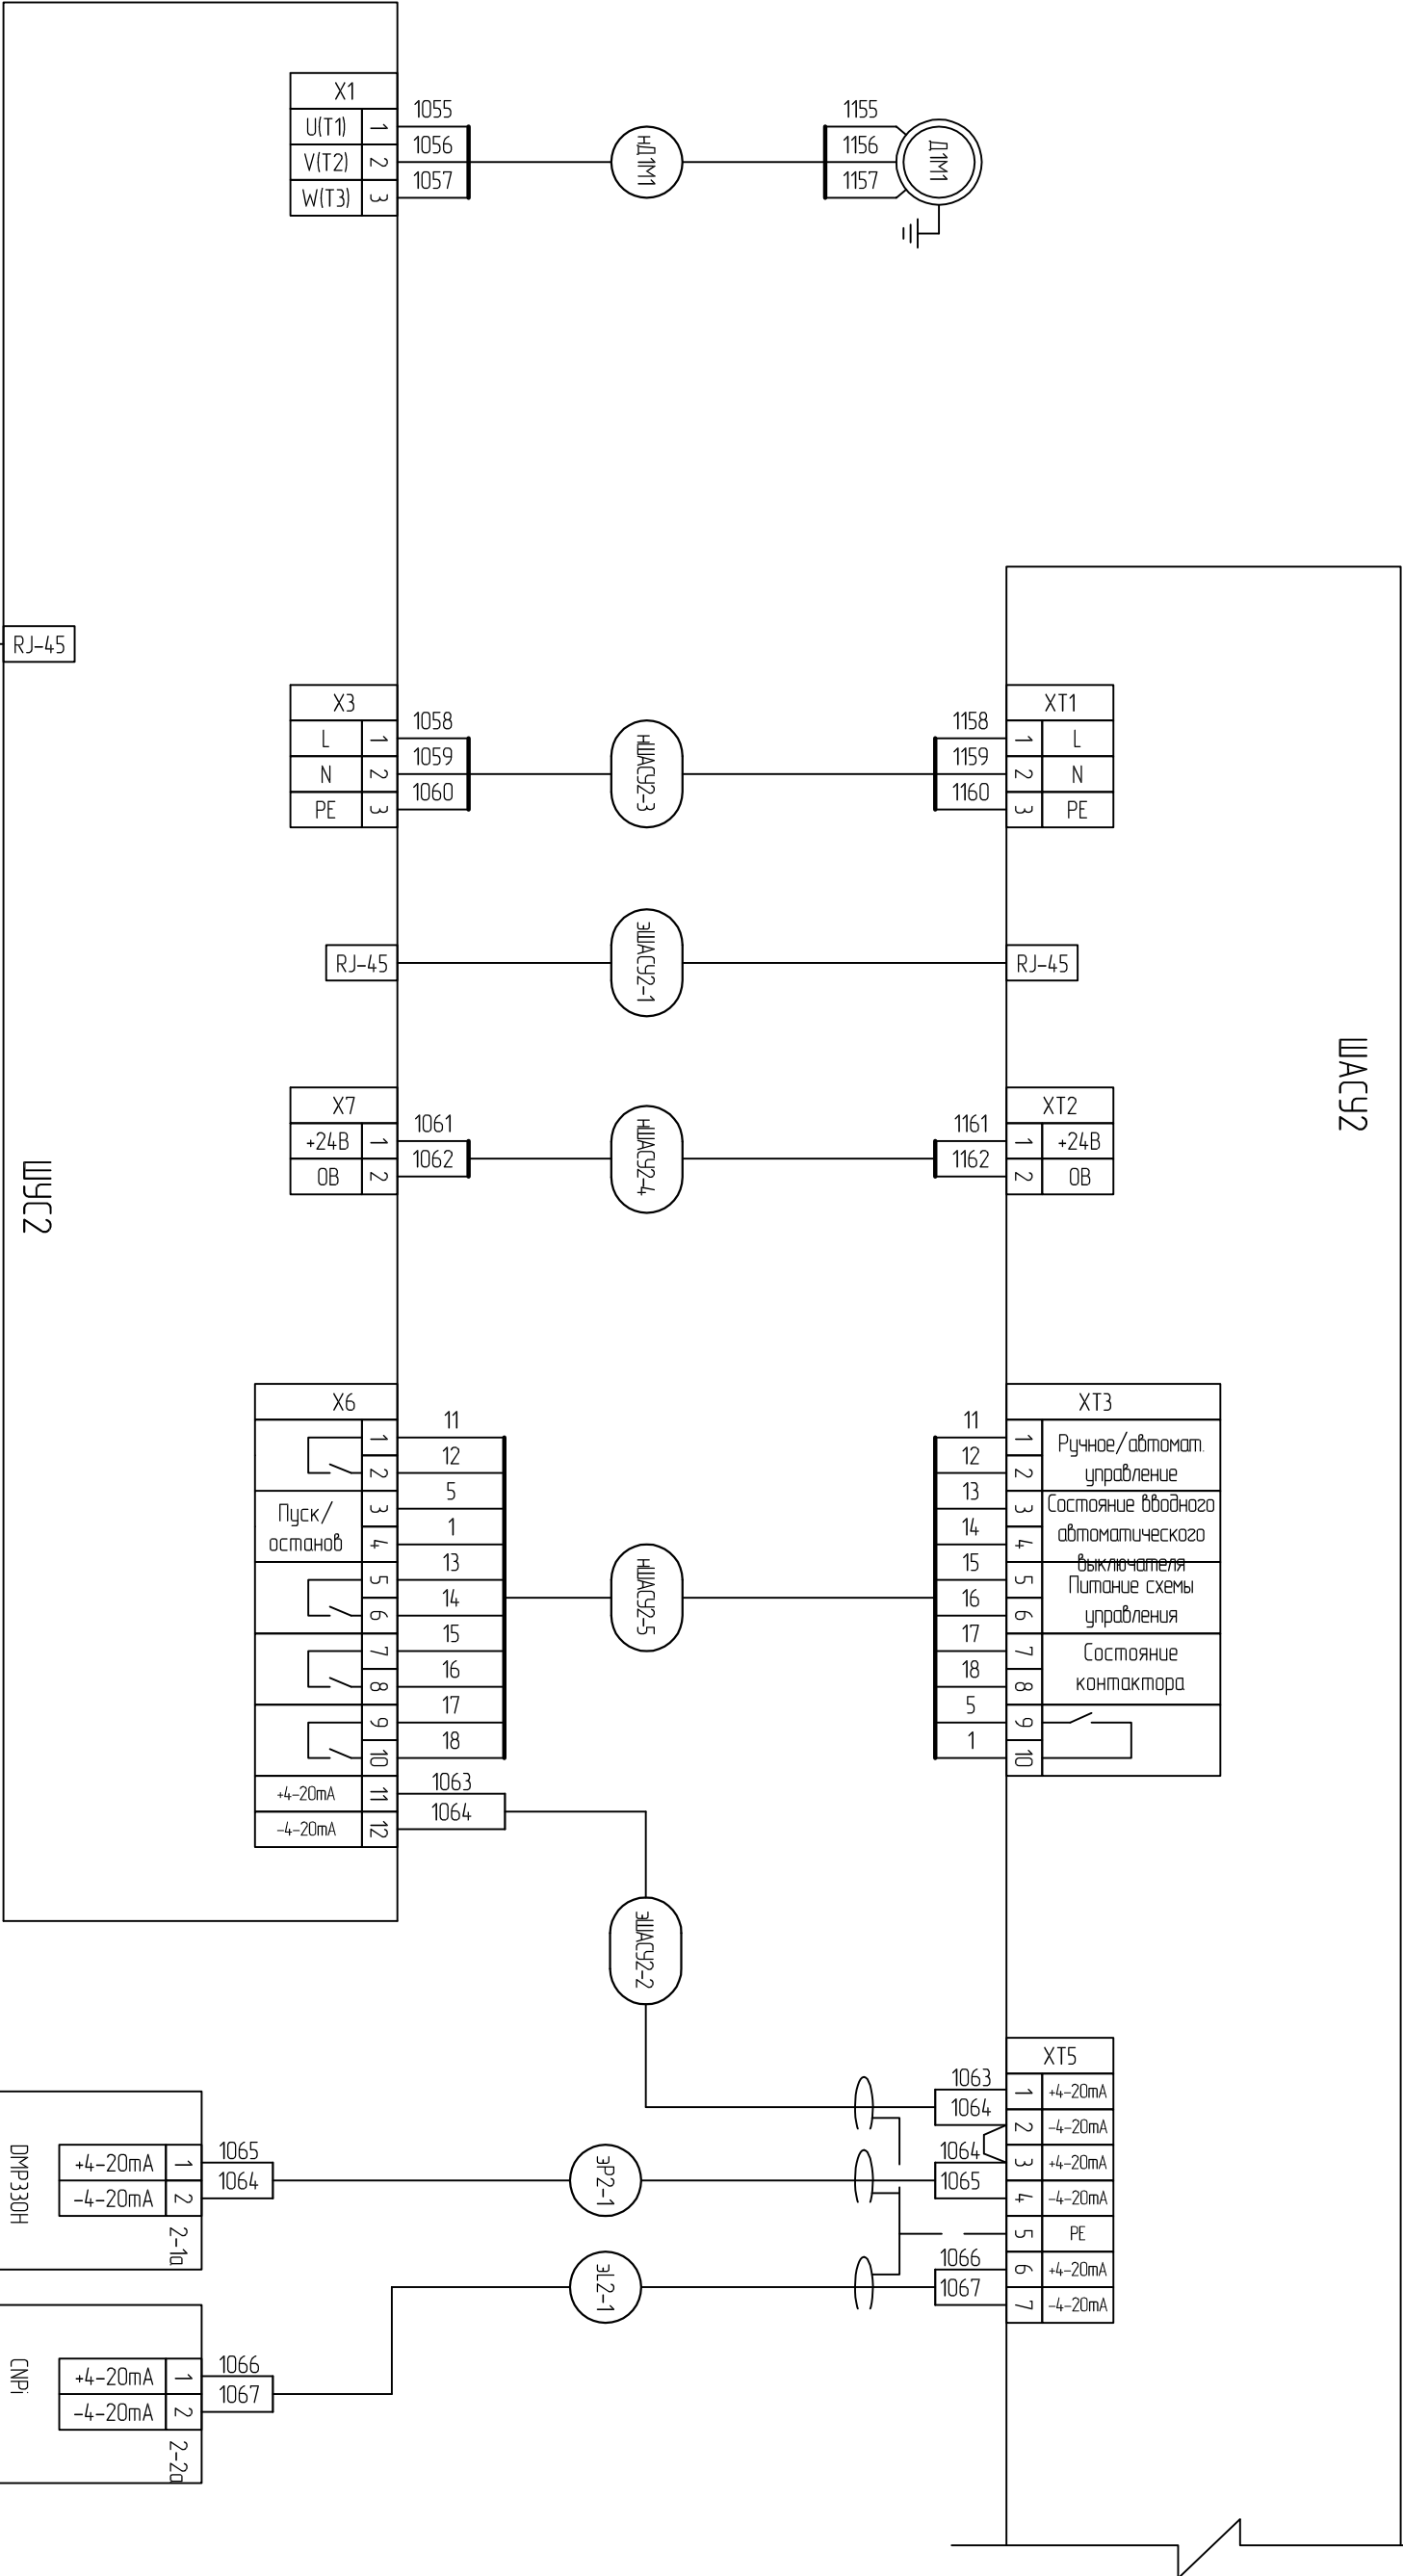 X1
U(T1) 1
V(T2) 2
W(T3) 3
1055
1056
1057
нД1М1
1155
1156
1157
Д1М1
RJ-45
X3
L 1
N 2
PE 3
1058
1059
1060
нШАСУ2-3
1158
1159
1160
XT1
1 L
2 N
3 PE
RJ-45
эШАСУ2-1
RJ-45
ШАСУ2
X7
+24В 1
0В 2
1061
1062
нШАСУ2-4
1161
1162
XT2
1 +24В
2 0В
ШУС2
X6
1
2
Пуск/
останов
3
4
5
6
7
8
9
10
+4-20mA 11
-4-20mA 12
11
12
5
1
13
14
15
16
17
18
1063
1064
нШАСУ2-5
11
12
13
14
15
16
17
18
5
1
XT3
1
2
Ручное/автомат.
управление
3
4
Состояние вводного
автоматического
выключателя
5
6
Питание схемы
управления
7
8
Состояние
контактора
9
10
эШАСУ2-2
1063
1064
1064
1065
1066
1067
XT5
1 +4-20mA
2 -4-20mA
3 +4-20mA
4 -4-20mA
5 PE
6 +4-20mA
7 -4-20mA
DMP330H
+4-20mA 1
-4-20mA 2
2-1а
1065
1064
эР2-1
эL2-1
CNPi
+4-20mA 1
-4-20mA 2
2-2а
1066
1067